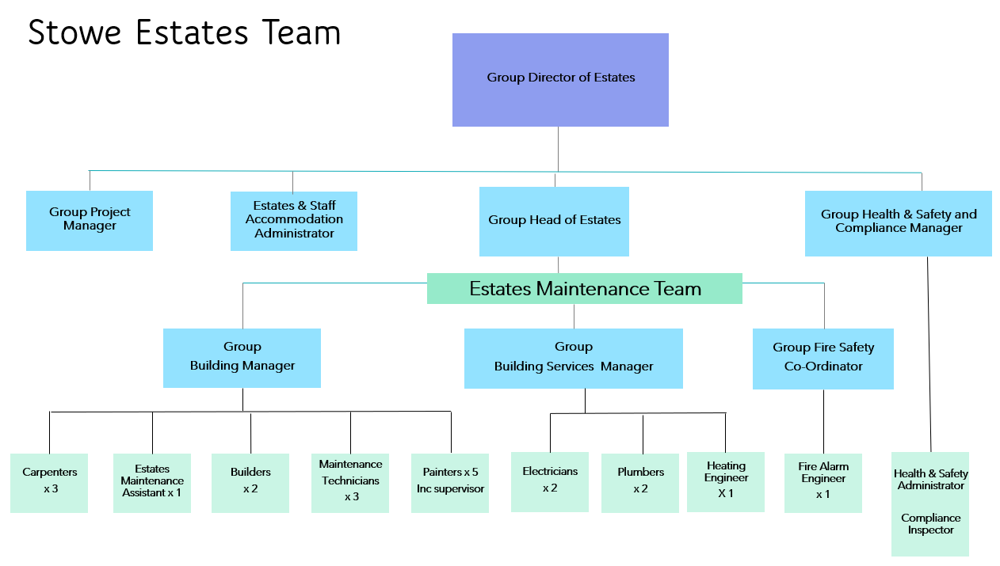 Stowe Estates Team
Group Director of Estates
Group Project
Manager
Estates & Staff
Accommodation
Administrator
Group Head of Estates
Group Health & Safety and
Compliance Manager
Estates Maintenance Team
Group
Building Manager
Group
Building Services Manager
Group Fire Safety
Co-Ordinator
Carpenters
x 3
Estates
Maintenance
Assistant x 1
Builders
x 2
Maintenance
Technicians
x 3
Painters x 5
Inc supervisor
Electricians
x 2
Plumbers
x 2
Heating
Engineer
X 1
Fire Alarm
Engineer
x 1
Health & Safety
Administrator
Compliance
Inspector